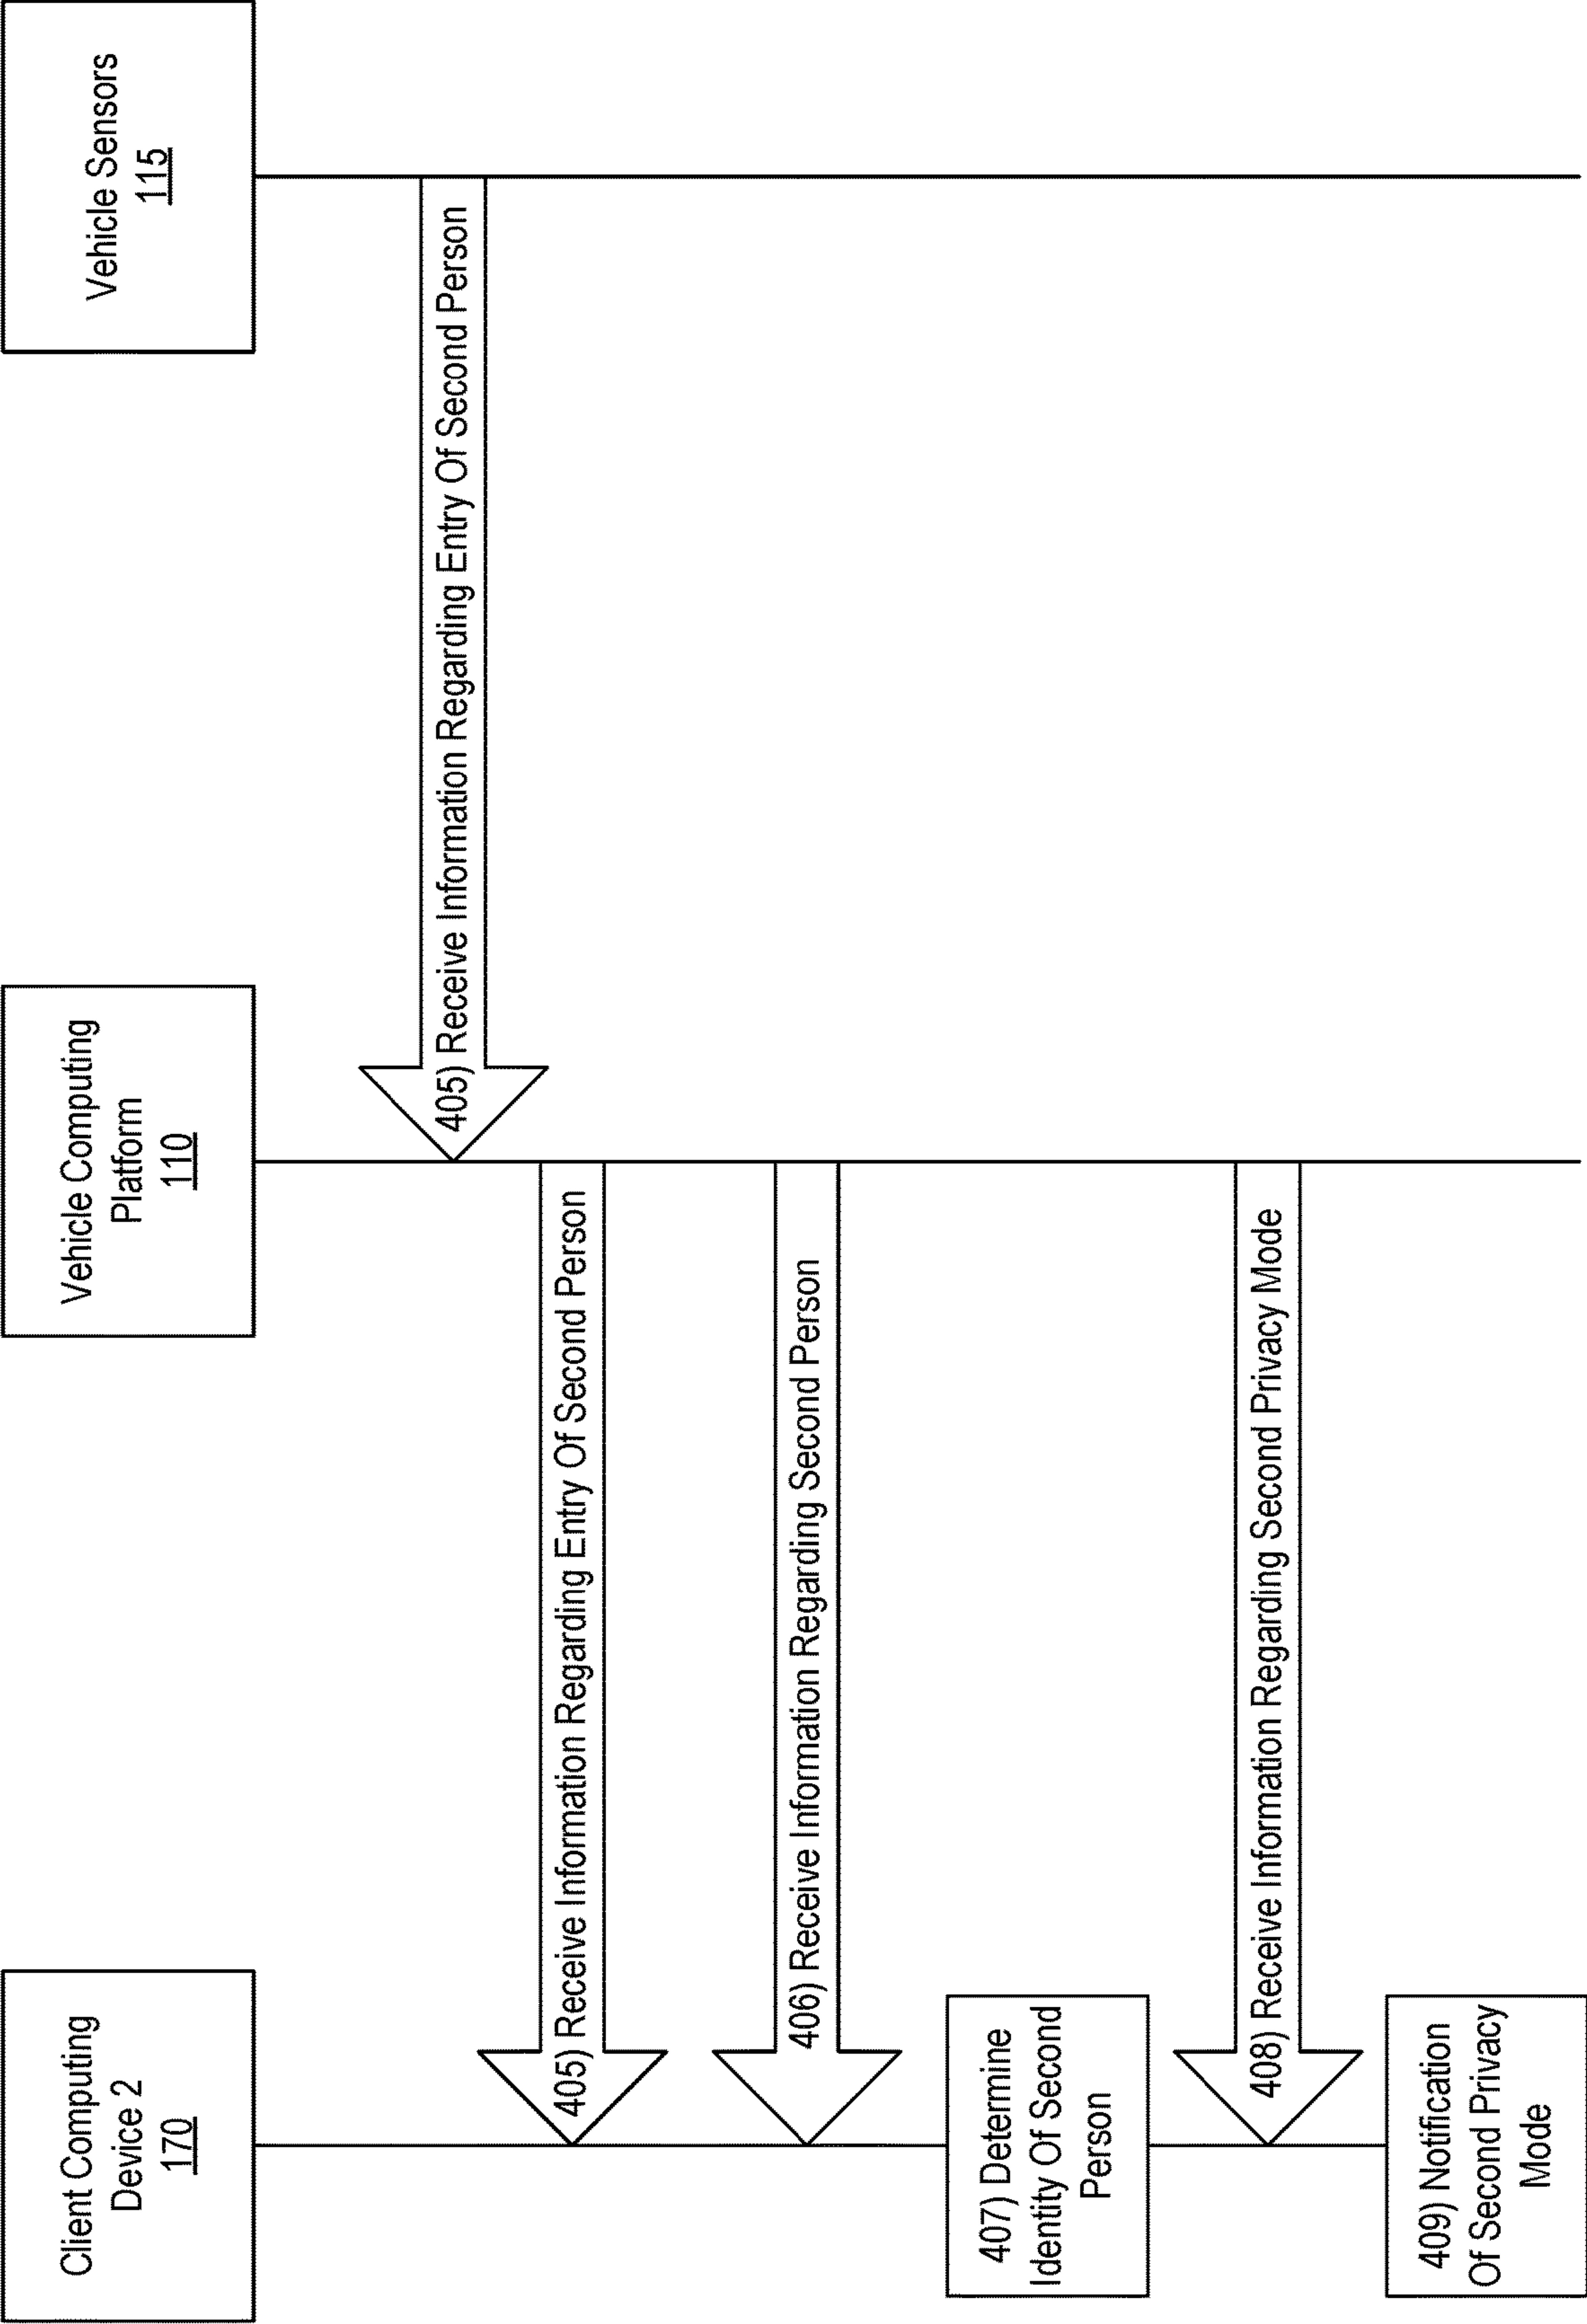 Client Computing
Device 2
170
Vehicle Computing
Platform
110
Vehicle Sensors
115
405) Receive Information Regarding Entry Of Second Person
405) Receive Information Regarding Entry Of Second Person
406) Receive Information Regarding Second Person
407) Determine
Identity Of Second
Person
408) Receive Information Regarding Second Privacy Mode
409) Notification
Of Second Privacy
Mode